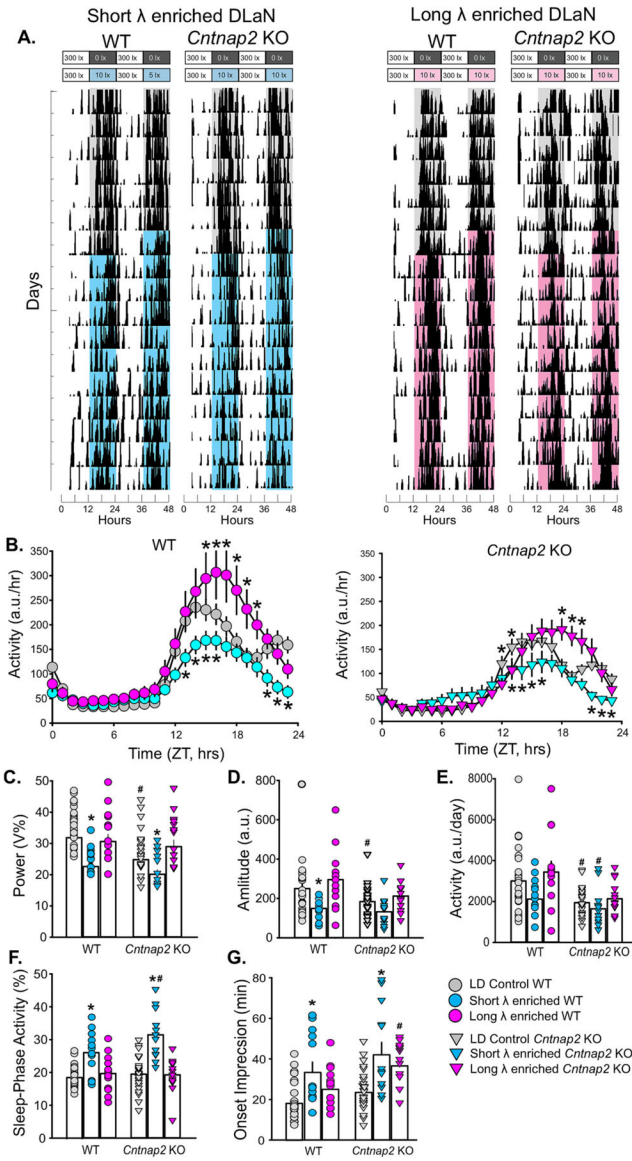 Short λ enriched DLaN
Long λ enriched DLaN
A.
WT
Cntnap2 KO
WT
Cntnap2 KO
300 lx 0 lx 300 lx 0 lx
300 lx 0 lx 300 lx 0 lx
300 lx 0 lx 300 lx 0 lx
300 lx 0 lx 300 lx 0 lx
300 lx 10 lx 300 lx 5 lx
300 lx 10 lx 300 lx 10 lx
300 lx 10 lx 300 lx 10 lx
300 lx 10 lx 300 lx 10 lx
Days
0 12 24 36 48
0 12 24 36 48
0 12 24 36 48
0 12 24 36 48
Hours
Hours
Hours
Hours
B.
WT
Cntnap2 KO
Activity (a.u./hr)
350
300
250
200
150
100
50
0
* *** * * *
* * ** * * *
0 6 12 18 24
Time (ZT, hrs)
Activity (a.u./hr)
350
300
250
200
150
100
50
0
0 6 12 18 24
Time (ZT, hrs)
C.
Power (V%)
50
40
30
20
10
0
*
#
*
WT
Cntnap2 KO
D.
Amlitude (a.u.)
800
600
400
200
0
*
#
WT
Cntnap2 KO
E.
Activity (a.u./day)
8000
6000
4000
2000
0
# #
WT
Cntnap2 KO
F.
Sleep-Phase Activity (%)
50
40
30
20
10
0
*
*#
WT
Cntnap2 KO
G.
Onset Imprecsion (min)
80
60
40
20
0
*
*
#
WT
Cntnap2 KO
LD Control WT
Short λ enriched WT
Long λ enriched WT
LD Control Cntnap2 KO
Short λ enriched Cntnap2 KO
Long λ enriched Cntnap2 KO